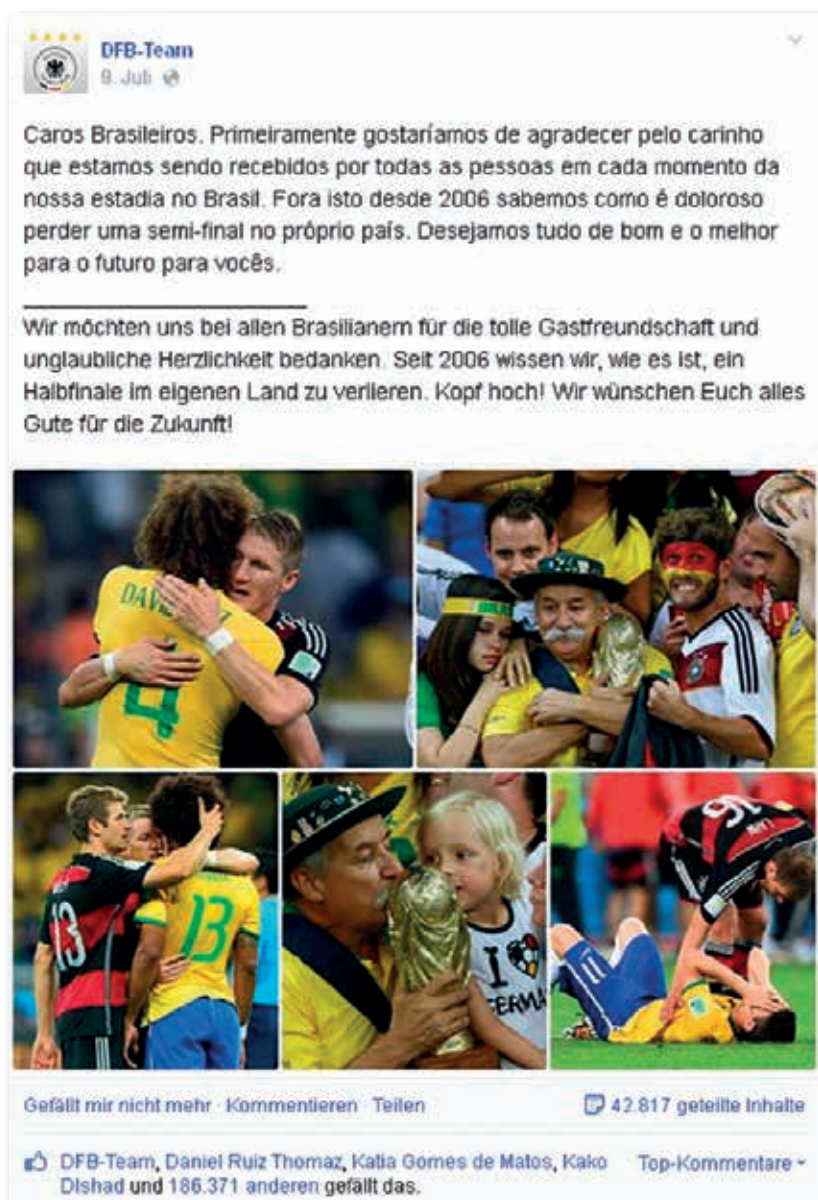 DFB-Team
9. Juli
Caros Brasileiros. Primeiramente gostaríamos de agradecer pelo carinho
que estamos sendo recebidos por todas as pessoas em cada momento da
nossa estadia no Brasil. Fora isto desde 2006 sabemos como é doloroso
perder uma semi-final no próprio país. Desejamos tudo de bom e o melhor
para o futuro para vocês.
Wir möchten uns bei allen Brasilianern für die tolle Gastfreundschaft und
unglaubliche Herzlichkeit bedanken. Seit 2006 wissen wir, wie es ist, ein
Halbfinale im eigenen Land zu verlieren. Kopf hoch! Wir wünschen Euch alles
Gute für die Zukunft!
4
13
13
I
11
16
Gefällt mir nicht mehr · Kommentieren · Teilen
42.817 geteilte Inhalte
DFB-Team, Daniel Ruiz Thomaz, Katia Gomes de Matos, Kako
Dlshad und 186.371 anderen gefällt das.
Top-Kommentare